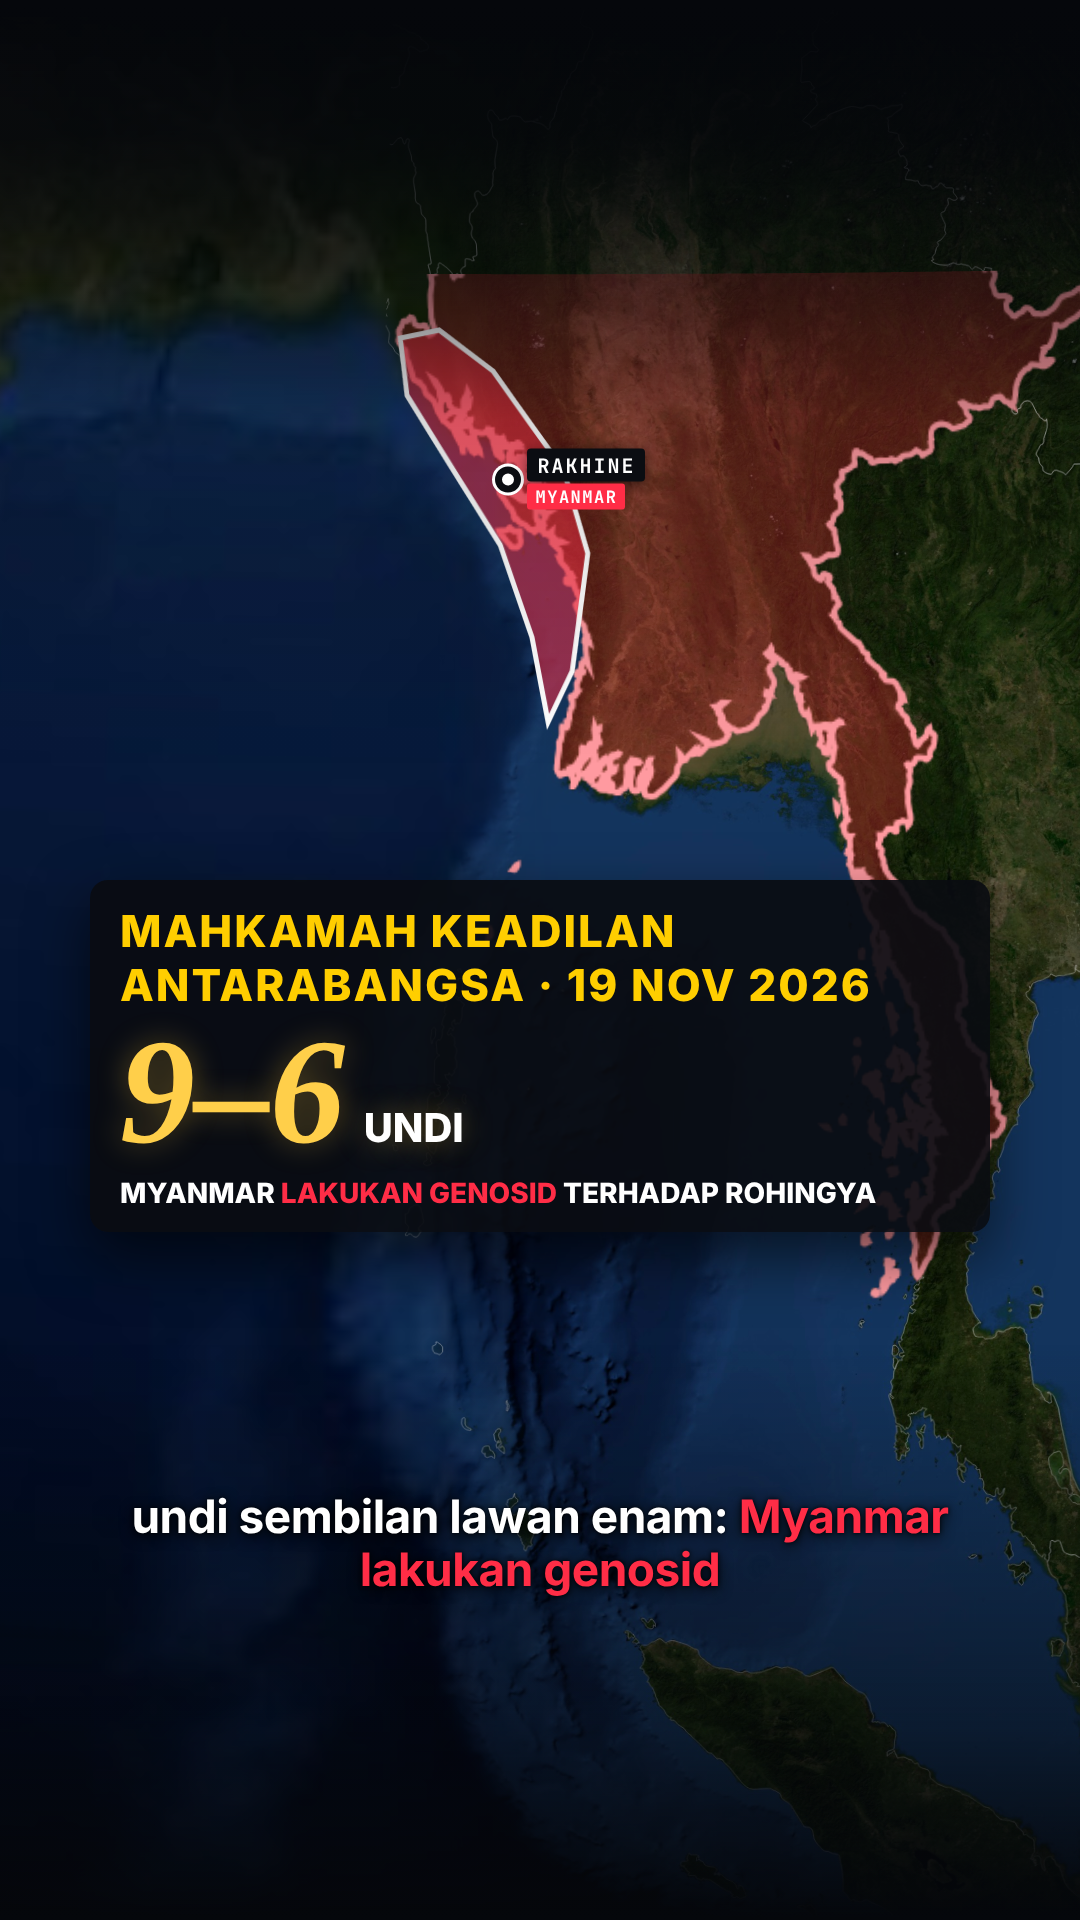 RAKHINE
MYANMAR
MAHKAMAH KEADILAN
ANTARABANGSA · 19 NOV 2026
9–6 UNDI
MYANMAR LAKUKAN GENOSID TERHADAP ROHINGYA
undi sembilan lawan enam: Myanmar
lakukan genosid